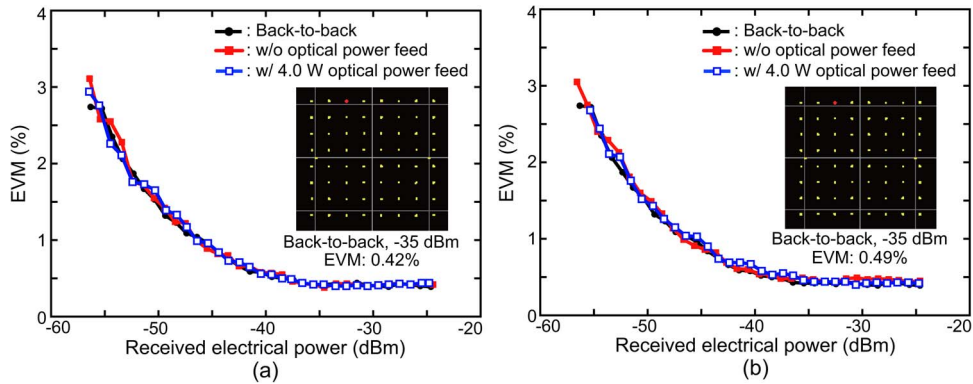 4
3
2
1
0
EVM (%)
: Back-to-back
: w/o optical power feed
: w/ 4.0 W optical power feed
Back-to-back, -35 dBm
EVM: 0.42%
-60
-50
-40
-30
-20
Received electrical power (dBm)
(a)
4
3
2
1
0
EVM (%)
: Back-to-back
: w/o optical power feed
: w/ 4.0 W optical power feed
Back-to-back, -35 dBm
EVM: 0.49%
-60
-50
-40
-30
-20
Received electrical power (dBm)
(b)